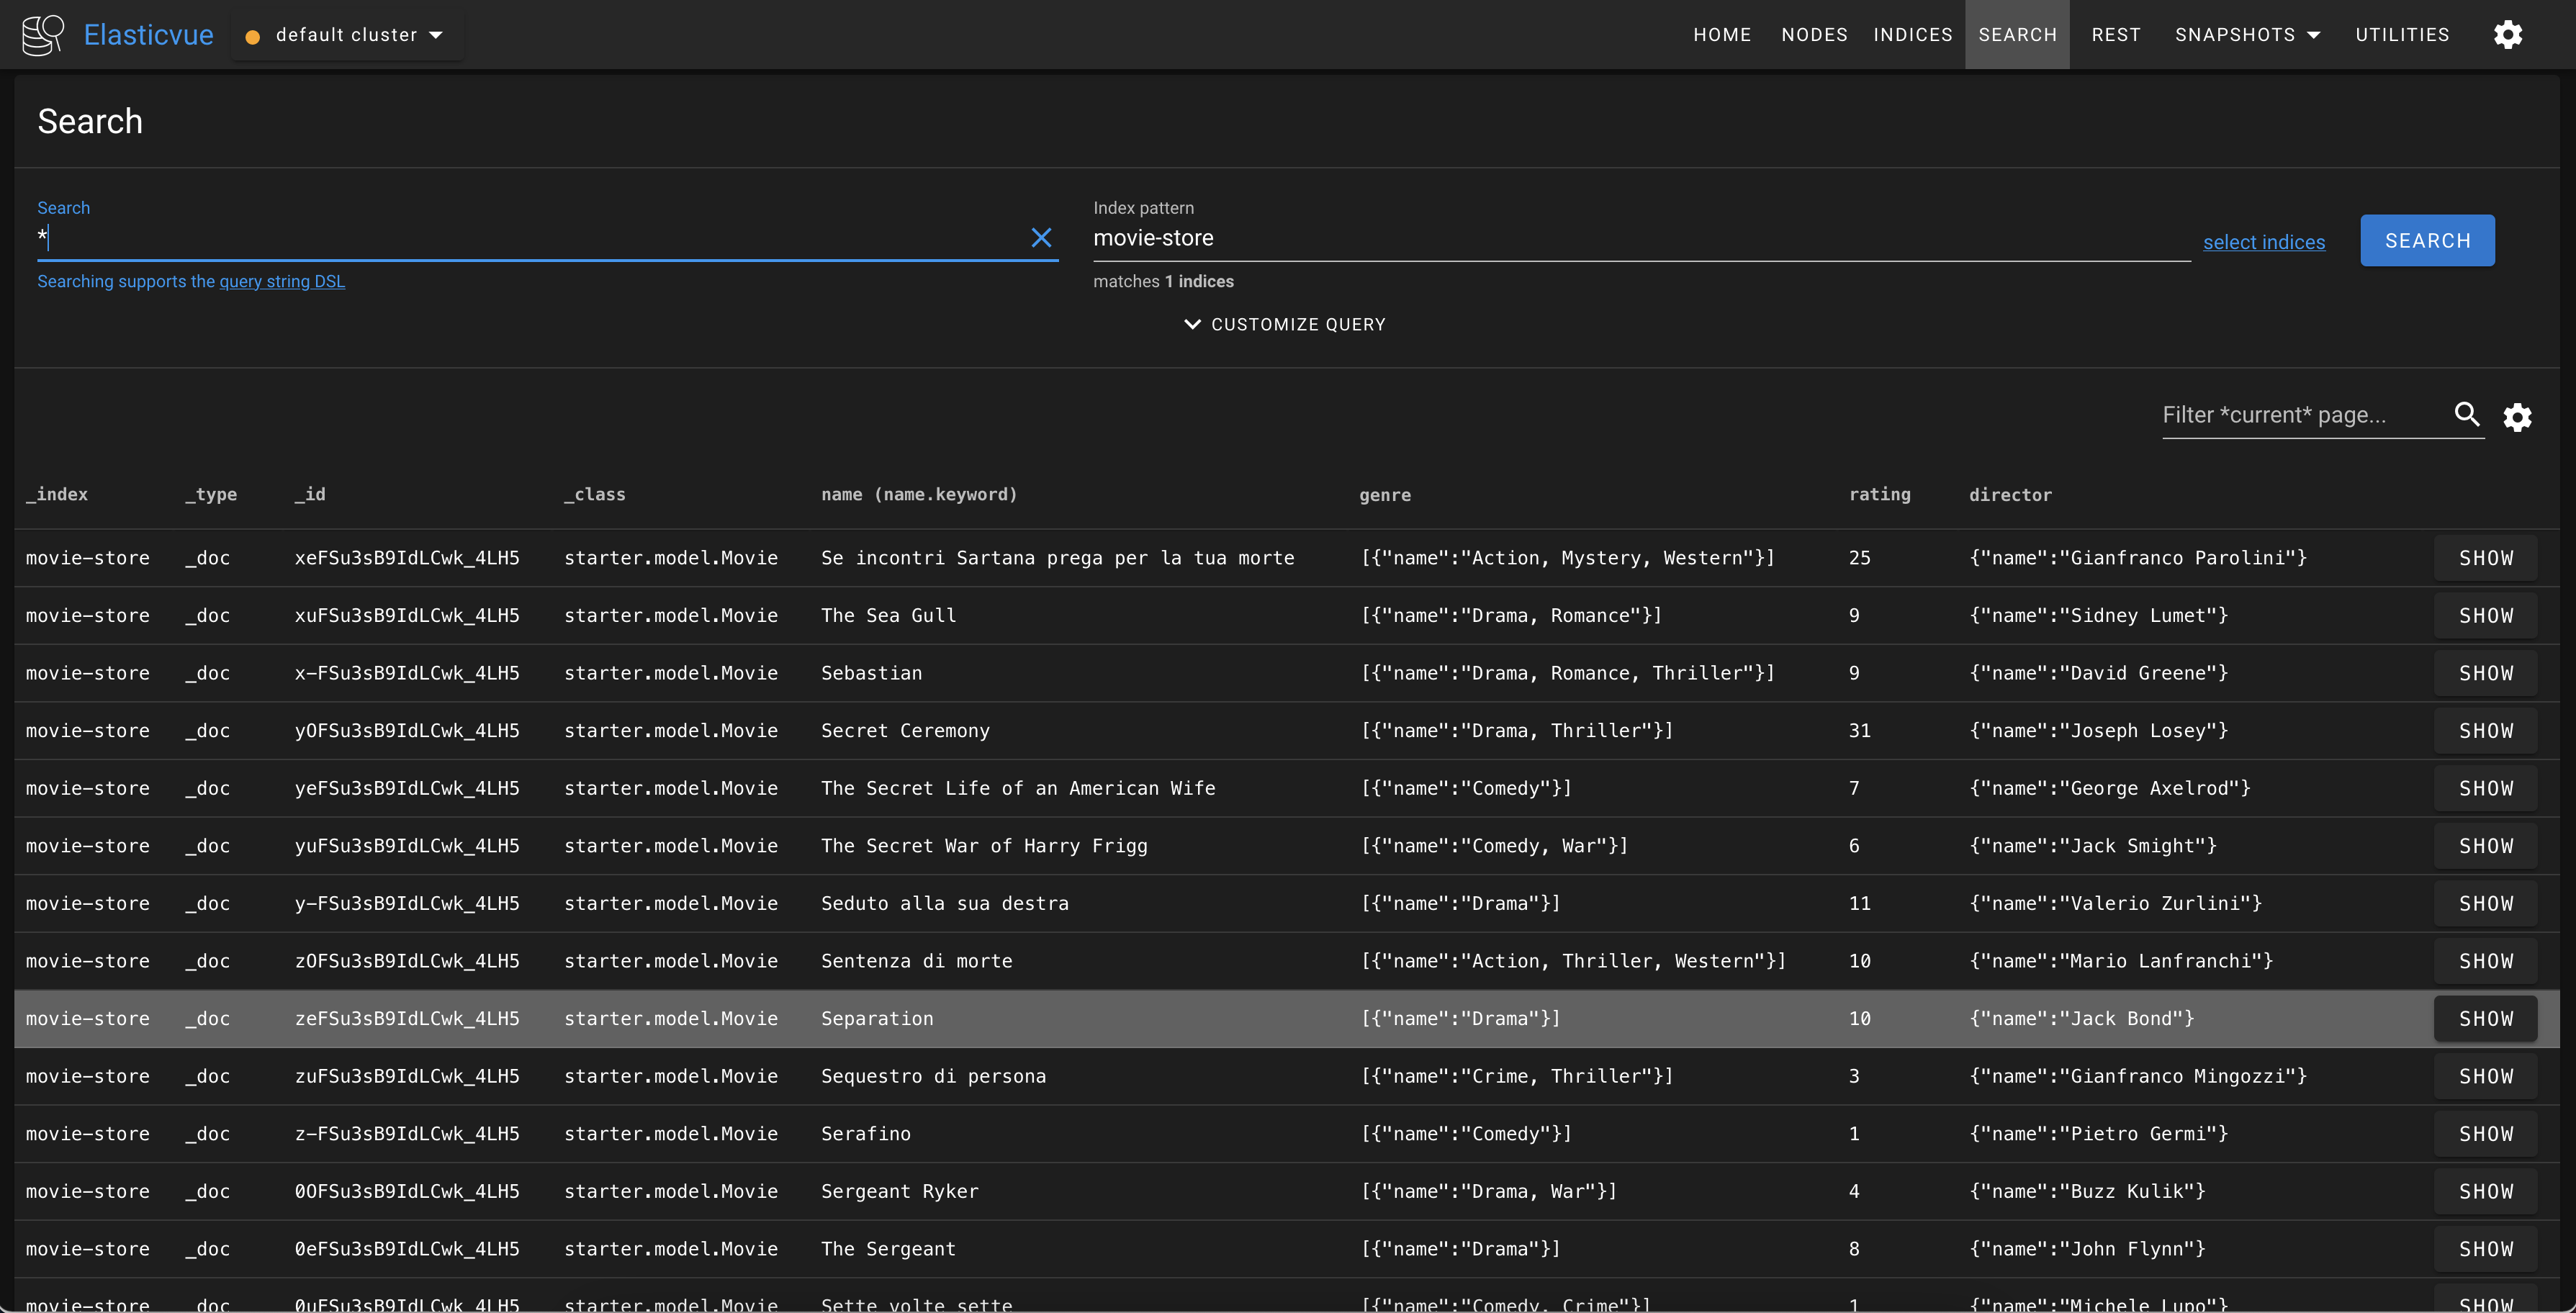 Elasticvue default cluster HOME NODES INDICES SEARCH REST SNAPSHOTS UTILITIES
Search
Search Index pattern
* movie-store select indices SEARCH
Searching supports the query string DSL matches 1 indices
CUSTOMIZE QUERY
Filter *current* page...
_index _type _id _class name (name.keyword) genre rating director
movie-store _doc xeFSu3sB9IdLCwk_4LH5 starter.model.Movie Se incontri Sartana prega per la tua morte [{"name":"Action, Mystery, Western"}] 25 {"name":"Gianfranco Parolini"} SHOW
movie-store _doc xuFSu3sB9IdLCwk_4LH5 starter.model.Movie The Sea Gull [{"name":"Drama, Romance"}] 9 {"name":"Sidney Lumet"} SHOW
movie-store _doc x-FSu3sB9IdLCwk_4LH5 starter.model.Movie Sebastian [{"name":"Drama, Romance, Thriller"}] 9 {"name":"David Greene"} SHOW
movie-store _doc yOFSu3sB9IdLCwk_4LH5 starter.model.Movie Secret Ceremony [{"name":"Drama, Thriller"}] 31 {"name":"Joseph Losey"} SHOW
movie-store _doc yeFSu3sB9IdLCwk_4LH5 starter.model.Movie The Secret Life of an American Wife [{"name":"Comedy"}] 7 {"name":"George Axelrod"} SHOW
movie-store _doc yuFSu3sB9IdLCwk_4LH5 starter.model.Movie The Secret War of Harry Frigg [{"name":"Comedy, War"}] 6 {"name":"Jack Smight"} SHOW
movie-store _doc y-FSu3sB9IdLCwk_4LH5 starter.model.Movie Seduto alla sua destra [{"name":"Drama"}] 11 {"name":"Valerio Zurlini"} SHOW
movie-store _doc zOFSu3sB9IdLCwk_4LH5 starter.model.Movie Sentenza di morte [{"name":"Action, Thriller, Western"}] 10 {"name":"Mario Lanfranchi"} SHOW
movie-store _doc zeFSu3sB9IdLCwk_4LH5 starter.model.Movie Separation [{"name":"Drama"}] 10 {"name":"Jack Bond"} SHOW
movie-store _doc zuFSu3sB9IdLCwk_4LH5 starter.model.Movie Sequestro di persona [{"name":"Crime, Thriller"}] 3 {"name":"Gianfranco Mingozzi"} SHOW
movie-store _doc z-FSu3sB9IdLCwk_4LH5 starter.model.Movie Serafino [{"name":"Comedy"}] 1 {"name":"Pietro Germi"} SHOW
movie-store _doc 0OFSu3sB9IdLCwk_4LH5 starter.model.Movie Sergeant Ryker [{"name":"Drama, War"}] 4 {"name":"Buzz Kulik"} SHOW
movie-store _doc 0eFSu3sB9IdLCwk_4LH5 starter.model.Movie The Sergeant [{"name":"Drama"}] 8 {"name":"John Flynn"} SHOW
movie-store _doc 0uFSu3sB9IdLCwk_4LH5 starter.model.Movie Sette volte sette [{"name":"Comedy, Crime"}] 1 {"name":"Michele Lupo"} SHOW